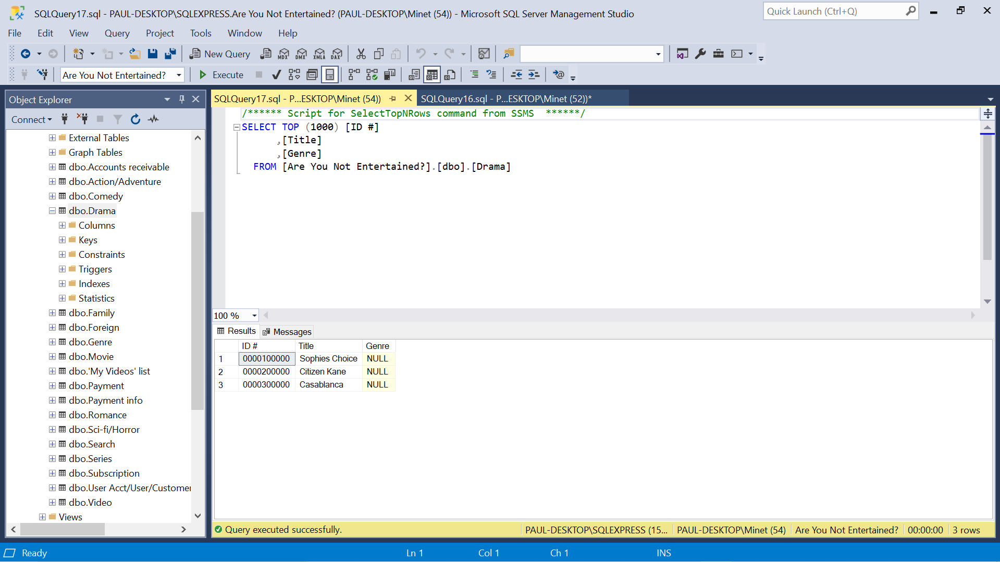 SQLQuery17.sql - PAUL-DESKTOP\SQLEXPRESS.Are You Not Entertained? (PAUL-DESKTOP\Minet (54)) - Microsoft SQL Server Management Studio
Quick Launch (Ctrl+Q)
File Edit View Query Project Tools Window Help
New Query MDX DMX XMLA DAX
Are You Not Entertained? Execute
Object Explorer
Connect
External Tables
Graph Tables
dbo.Accounts receivable
dbo.Action/Adventure
dbo.Comedy
dbo.Drama
Columns
Keys
Constraints
Triggers
Indexes
Statistics
dbo.Family
dbo.Foreign
dbo.Genre
dbo.Movie
dbo.'My Videos' list
dbo.Payment
dbo.Payment info
dbo.Romance
dbo.Sci-fi/Horror
dbo.Search
dbo.Series
dbo.Subscription
dbo.User Acct/User/Customer
dbo.Video
Views
SQLQuery17.sql - P...ESKTOP\Minet (54)) SQLQuery16.sql - P...ESKTOP\Minet (52))*
/****** Script for SelectTopNRows command from SSMS ******/
SELECT TOP (1000) [ID #]
,[Title]
,[Genre]
FROM [Are You Not Entertained?].[dbo].[Drama]
100 %
Results Messages
ID # Title Genre
1 0000100000 Sophies Choice NULL
2 0000200000 Citizen Kane NULL
3 0000300000 Casablanca NULL
Query executed successfully. PAUL-DESKTOP\SQLEXPRESS (15... PAUL-DESKTOP\Minet (54) Are You Not Entertained? 00:00:00 3 rows
Ready Ln 1 Col 1 Ch 1 INS